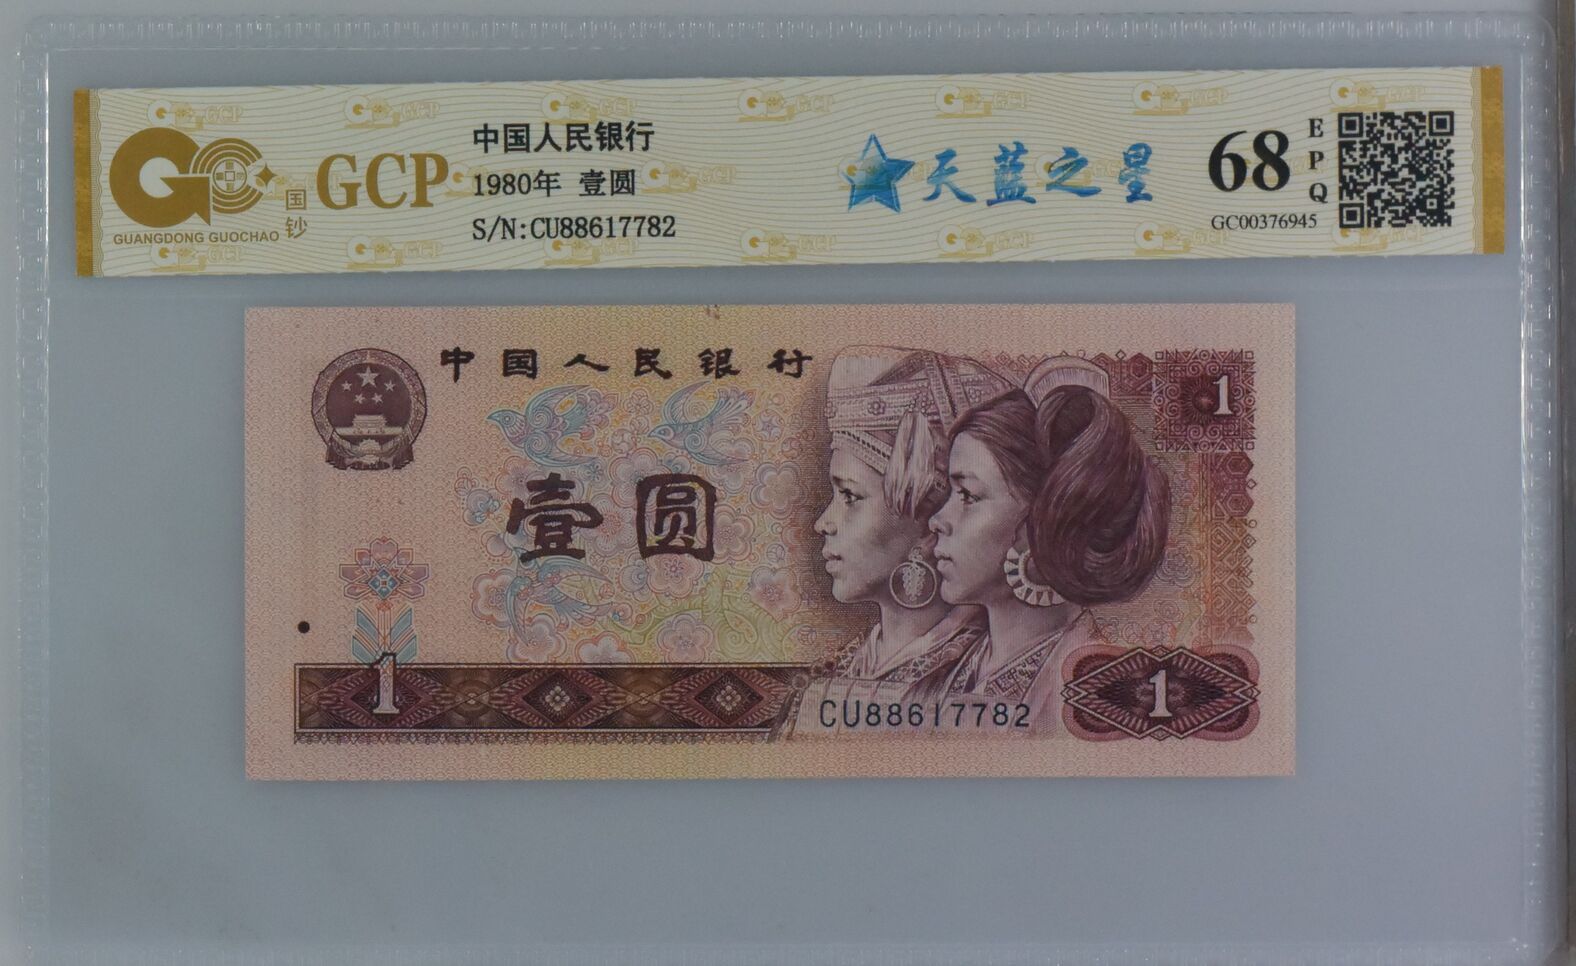 GCP
国钞
GUANGDONG GUOCHAO
中国人民银行
1980年 壹圆
S/N:CU88617782
天蓝之星
68
EPQ
GC00376945
中国人民银行
1
壹圆
1
CU88617782
1